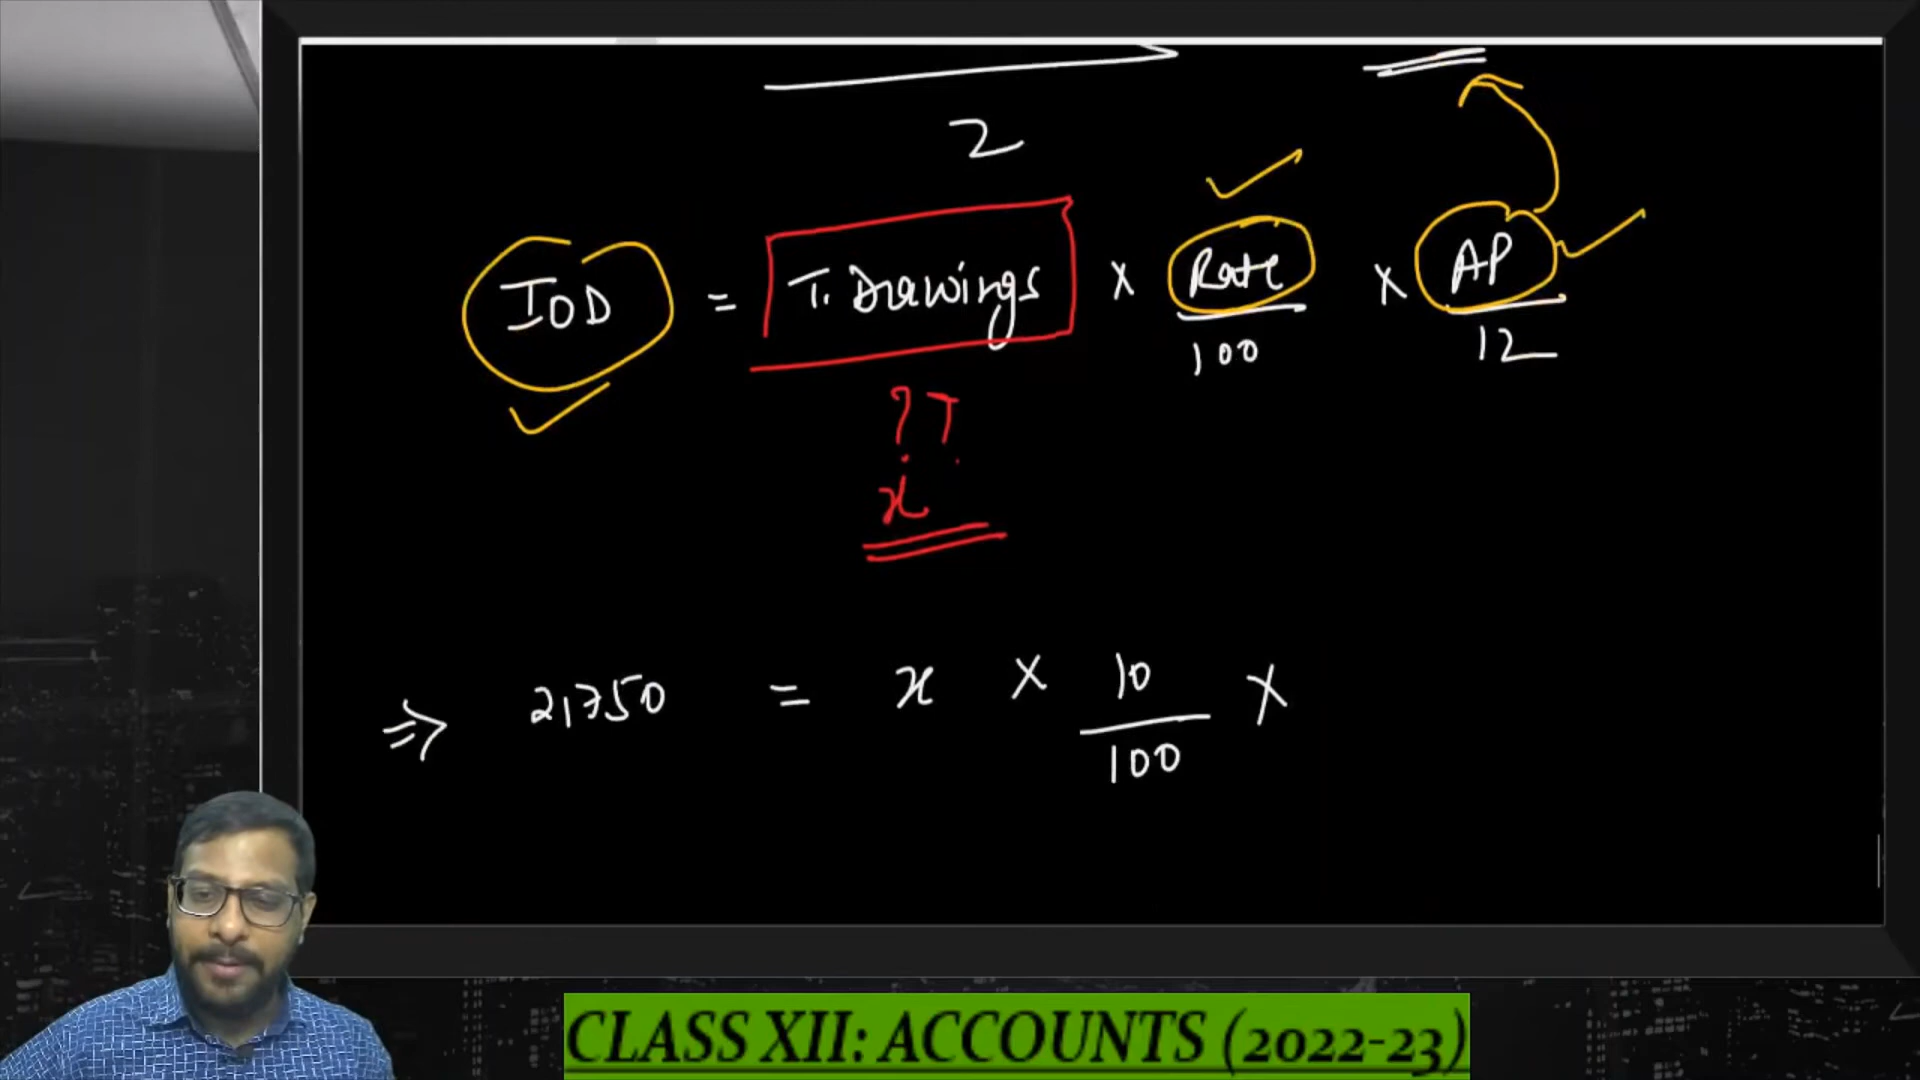 2
IOD = T. Drawings x Rate/100 x AP/12
? ?
x
⇒ 21750 = x x 10/100 x
CLASS XII: ACCOUNTS (2022-23)